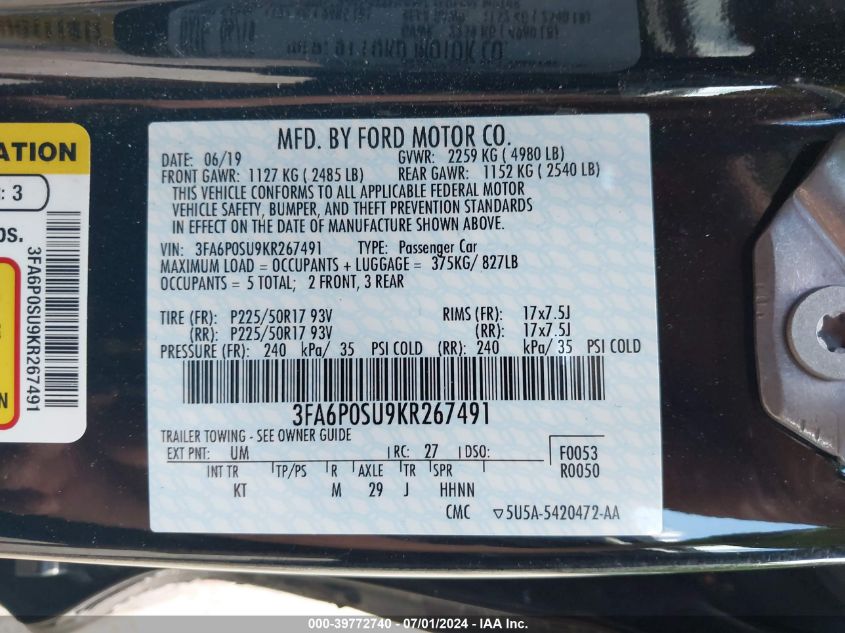 MFD. BY FORD MOTOR CO.
DATE: 06/19 GVWR: 2259 KG ( 4980 LB)
FRONT GAWR: 1127 KG ( 2485 LB) REAR GAWR: 1152 KG ( 2540 LB)
THIS VEHICLE CONFORMS TO ALL APPLICABLE FEDERAL MOTOR
VEHICLE SAFETY, BUMPER, AND THEFT PREVENTION STANDARDS
IN EFFECT ON THE DATE OF MANUFACTURE SHOWN ABOVE.
VIN: 3FA6P0SU9KR267491 TYPE: Passenger Car
MAXIMUM LOAD = OCCUPANTS + LUGGAGE = 375KG/ 827LB
OCCUPANTS = 5 TOTAL; 2 FRONT, 3 REAR
TIRE (FR): P225/50R17 93V RIMS (FR): 17x7.5J
(RR): P225/50R17 93V (RR): 17x7.5J
PRESSURE (FR): 240 kPa/ 35 PSI COLD (RR): 240 kPa/ 35 PSI COLD
3FA6P0SU9KR267491
TRAILER TOWING - SEE OWNER GUIDE
EXT PNT: UM RC: 27 DSO: F0053
INT TR TP/PS R AXLE TR SPR R0050
KT M 29 J HHNN
CMC ▽5U5A-5420472-AA
ATION
: 3
bs.
3FA6P0SU9KR267491
000-39772740 - 07/01/2024 - IAAI.com